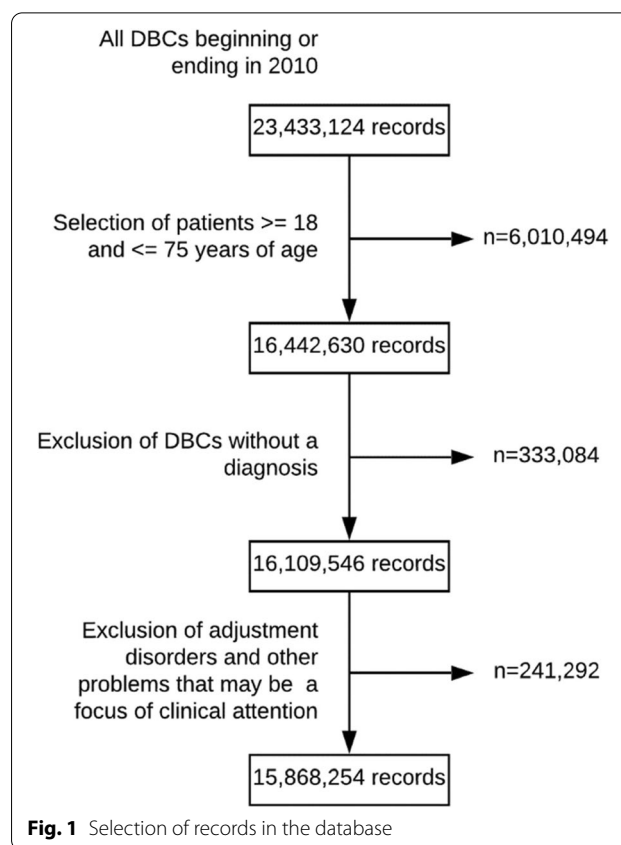 All DBCs beginning or
ending in 2010
23,433,124 records
Selection of patients >= 18
and <= 75 years of age
n=6,010,494
16,442,630 records
Exclusion of DBCs without a
diagnosis
n=333,084
16,109,546 records
Exclusion of adjustment
disorders and other
problems that may be a
focus of clinical attention
n=241,292
15,868,254 records
Fig. 1 Selection of records in the database